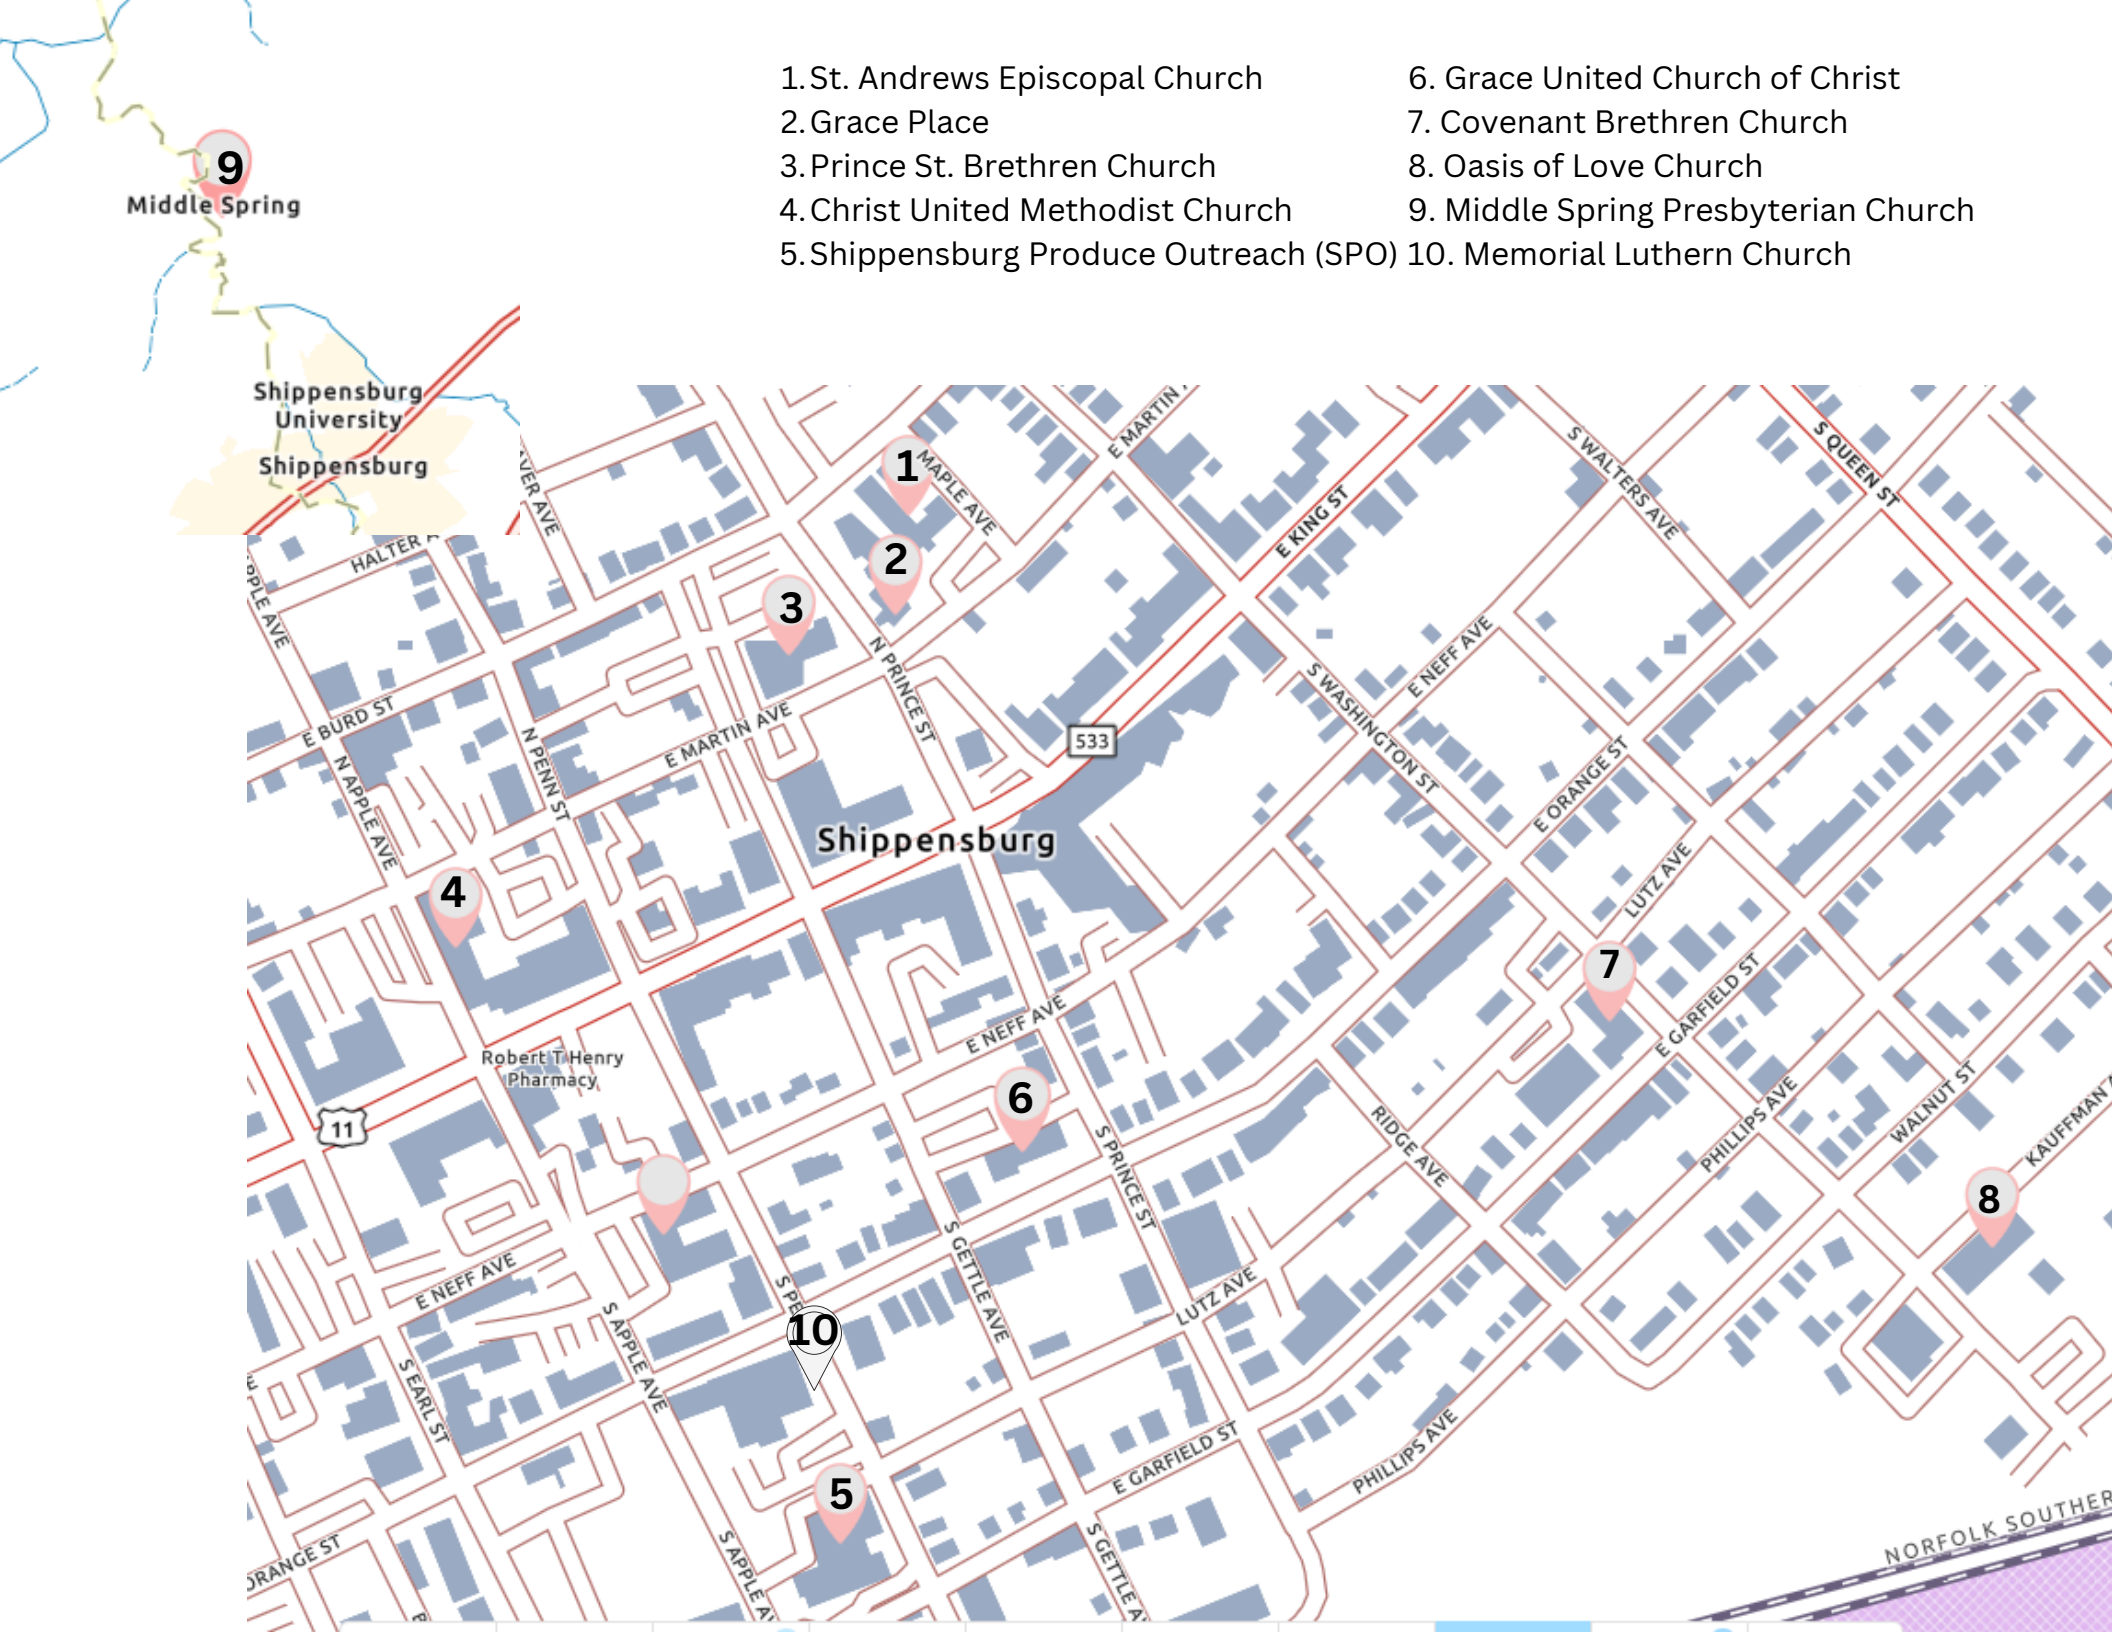 1. St. Andrews Episcopal Church
2. Grace Place
3. Prince St. Brethren Church
4. Christ United Methodist Church
5. Shippensburg Produce Outreach (SPO)
6. Grace United Church of Christ
7. Covenant Brethren Church
8. Oasis of Love Church
9. Middle Spring Presbyterian Church
10. Memorial Luthern Church
9
Middle Spring
Shippensburg
University
Shippensburg
HALTER
E MARTIN
S WALTERS AVE
S QUEEN ST
1
MAPLE AVE
E KING ST
2
3
N PRINCE ST
E NEFF AVE
S WASHINGTON ST
E BURD ST
E MARTIN AVE
N PENN ST
N APPLE AVE
533
E ORANGE ST
Shippensburg
LUTZ AVE
4
7
E GARFIELD ST
E NEFF AVE
Robert T Henry
Pharmacy
11
6
S PRINCE ST
RIDGE AVE
PHILLIPS AVE
WALNUT ST
KAUFFMAN
8
S GETTLE AVE
LUTZ AVE
E NEFF AVE
S APPLE AVE
10
S EARL ST
5
E GARFIELD ST
PHILLIPS AVE
ORANGE ST
S APPLE AV
S GETTLE A
NORFOLK SOUTHER